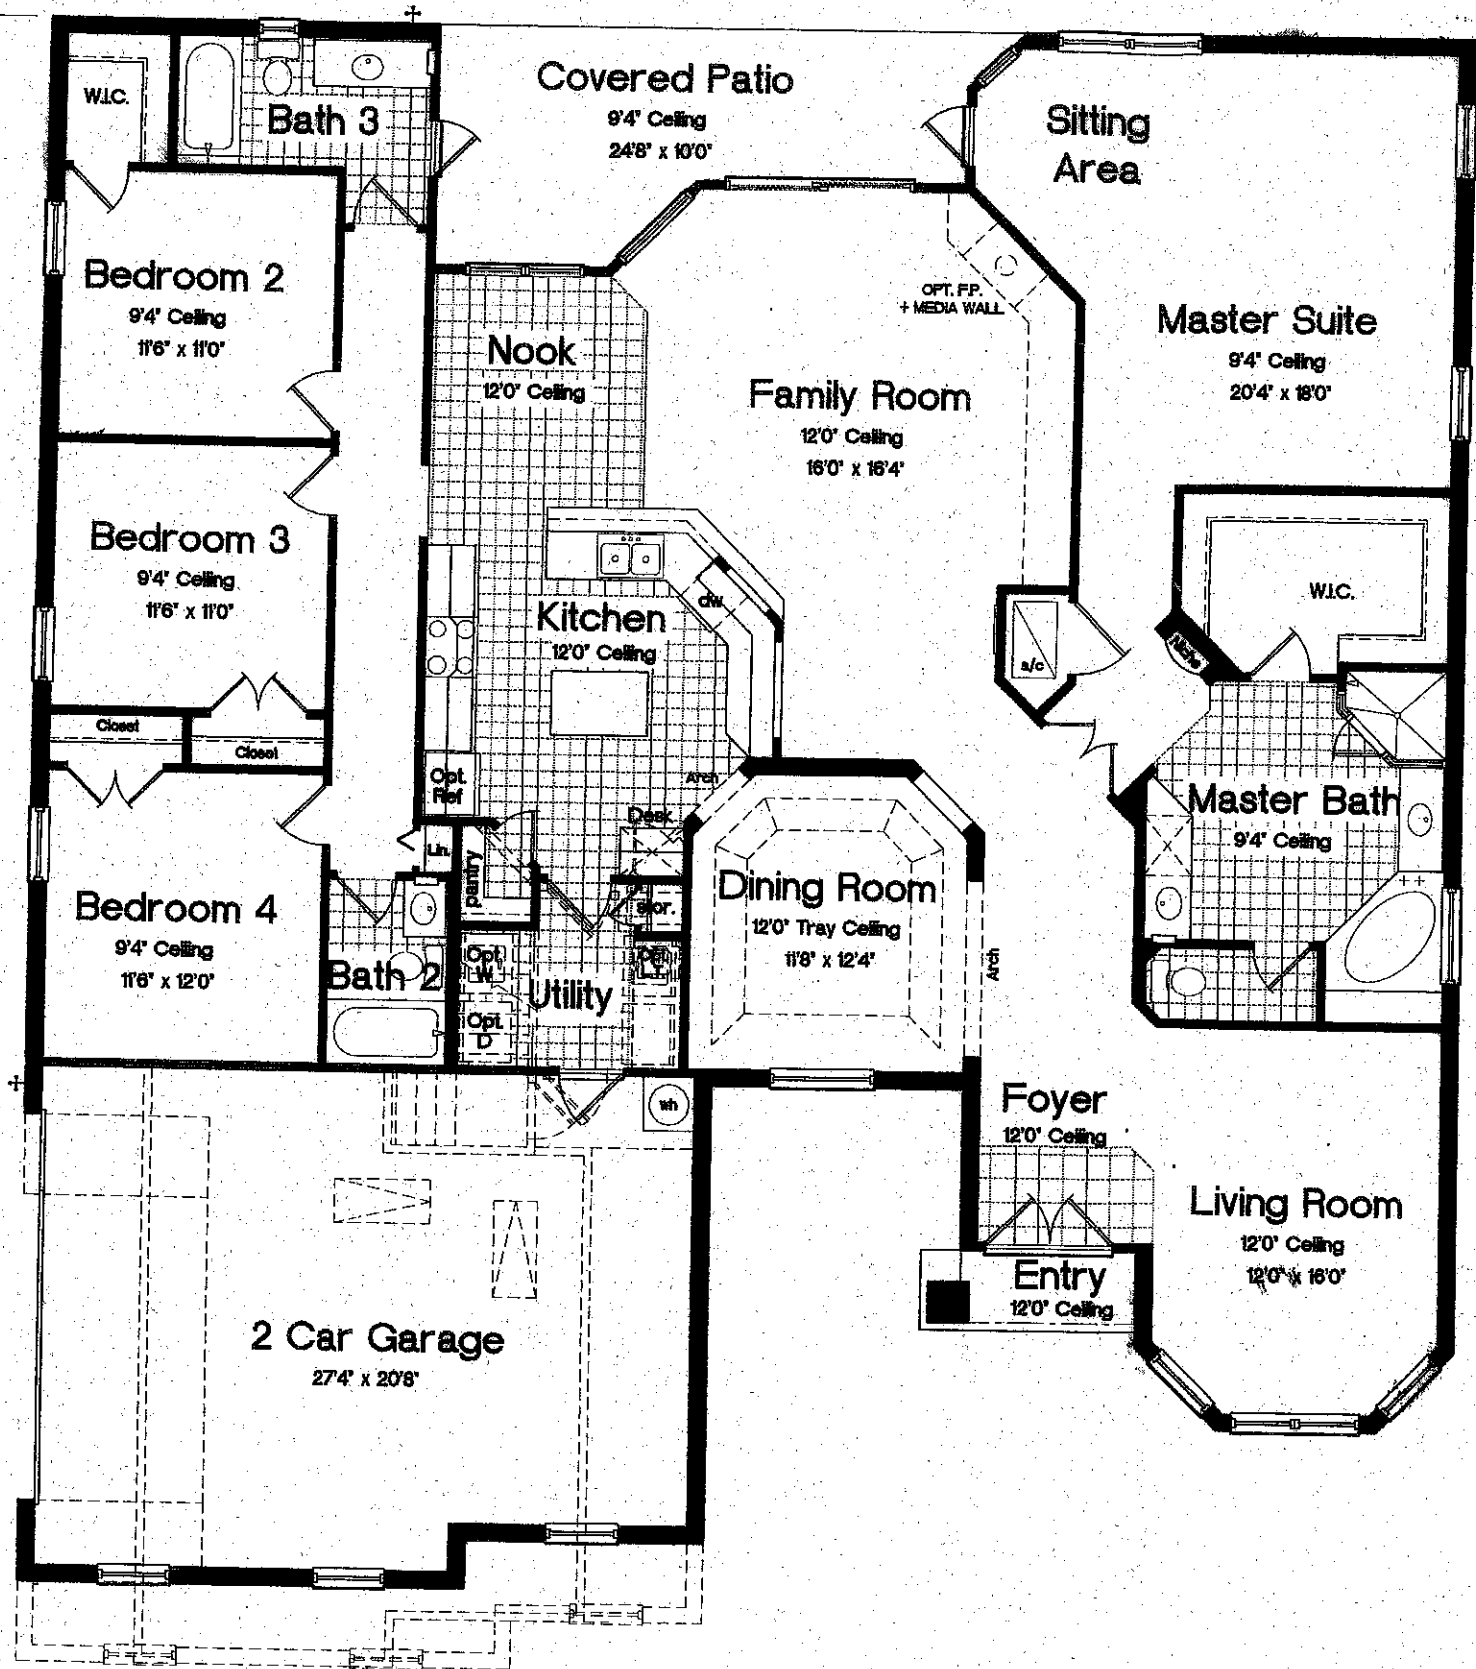 W.I.C.
Bath 3
Covered Patio
9'4" Ceiling
24'8" x 10'0"
Sitting
Area
Bedroom 2
9'4" Ceiling
11'6" x 11'0"
Nook
12'0" Ceiling
OPT. F.P.
+ MEDIA WALL
Family Room
12'0" Ceiling
16'0" x 16'4"
Master Suite
9'4" Ceiling
20'4" x 18'0"
Bedroom 3
9'4" Ceiling
11'6" x 11'0"
Kitchen
12'0" Ceiling
d/w
a/c
Niche
W.I.C.
Closet
Closet
Opt.
Ref
Arch
Desk
Master Bath
9'4" Ceiling
Lin.
pantry
stor.
Dining Room
12'0" Tray Ceiling
11'8" x 12'4"
Arch
Bedroom 4
9'4" Ceiling
11'6" x 12'0"
Bath 2
Opt.
W
Opt.
D
Utility
wh
Foyer
12'0" Ceiling
Living Room
12'0" Ceiling
12'0" x 16'0"
Entry
12'0" Ceiling
2 Car Garage
27'4" x 20'8"